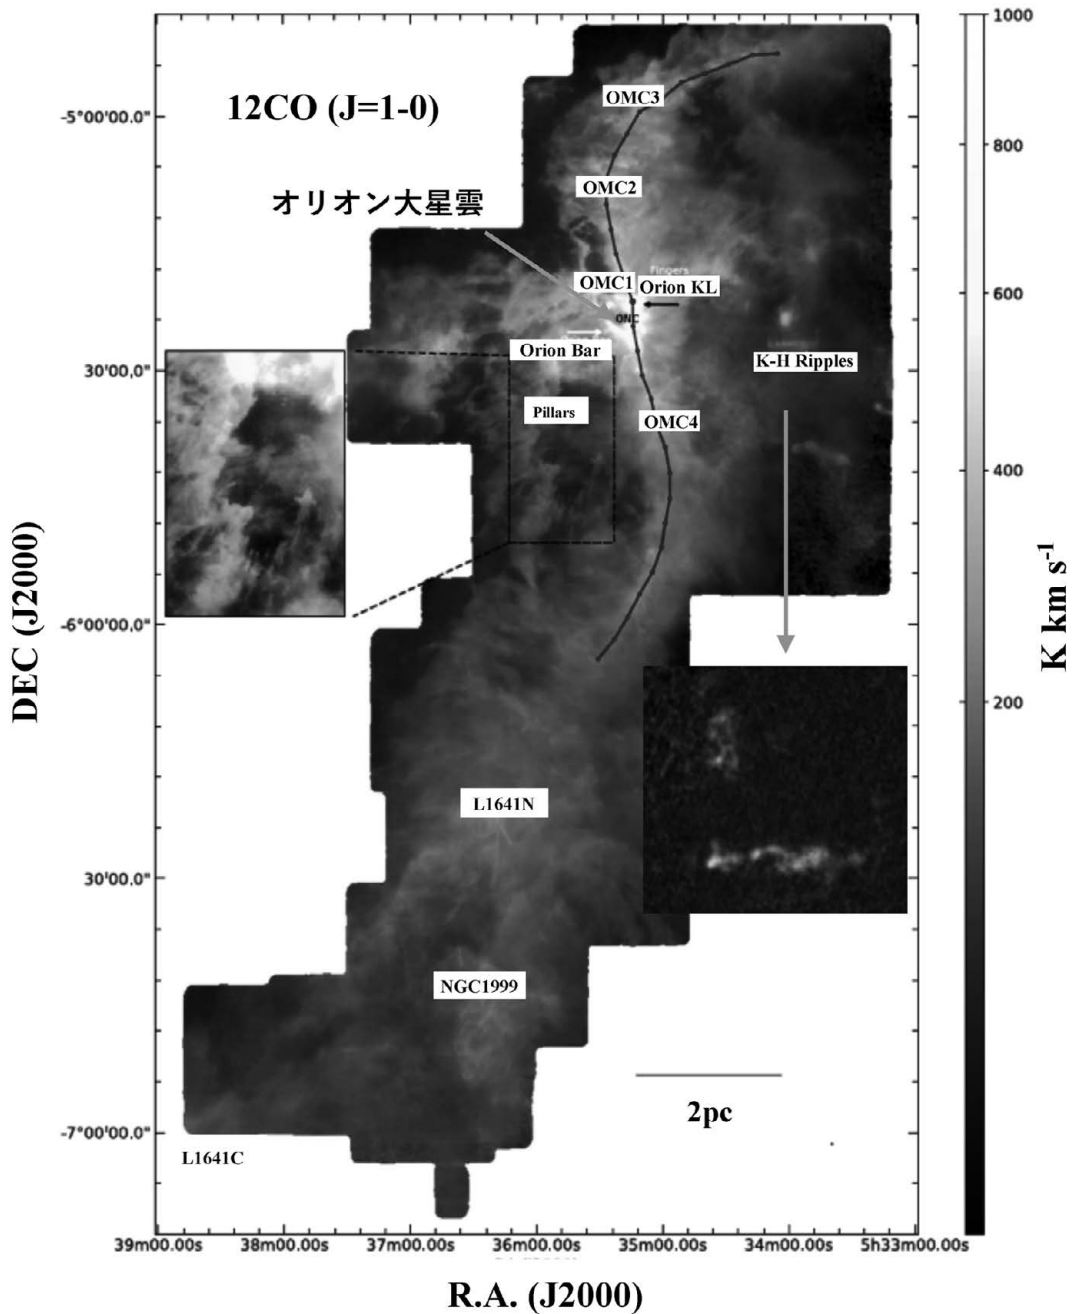 12CO (J=1-0)
オリオン大星雲
OMC3
OMC2
OMC1
Fingers
Orion KL
ONC
Orion Bar
K-H Ripples
Pillars
OMC4
L1641N
NGC1999
L1641C
2pc
-5°00'00.0"
30'00.0"
-6°00'00.0"
30'00.0"
-7°00'00.0"
DEC (J2000)
39m00.00s
38m00.00s
37m00.00s
36m00.00s
35m00.00s
34m00.00s
5h33m00.00s
R.A. (J2000)
1000
800
600
400
200
K km s⁻¹